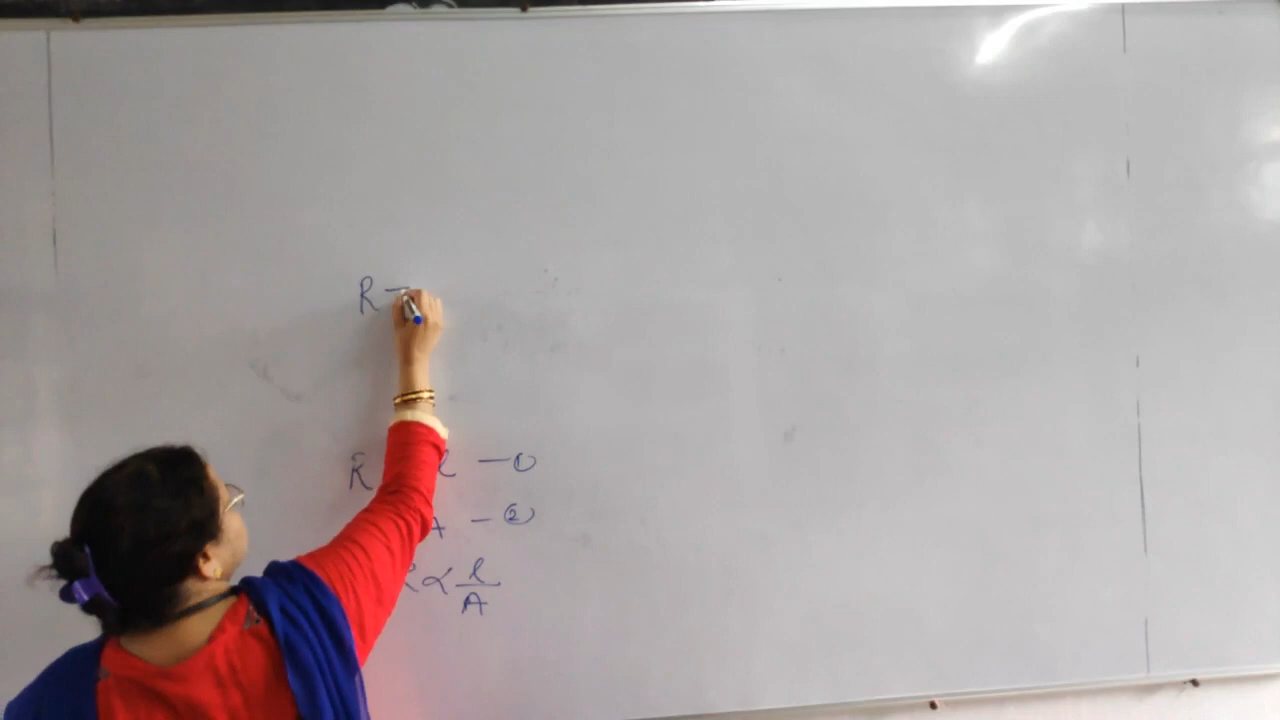 R =
R l — ①
A — ②
R ∝ l/A